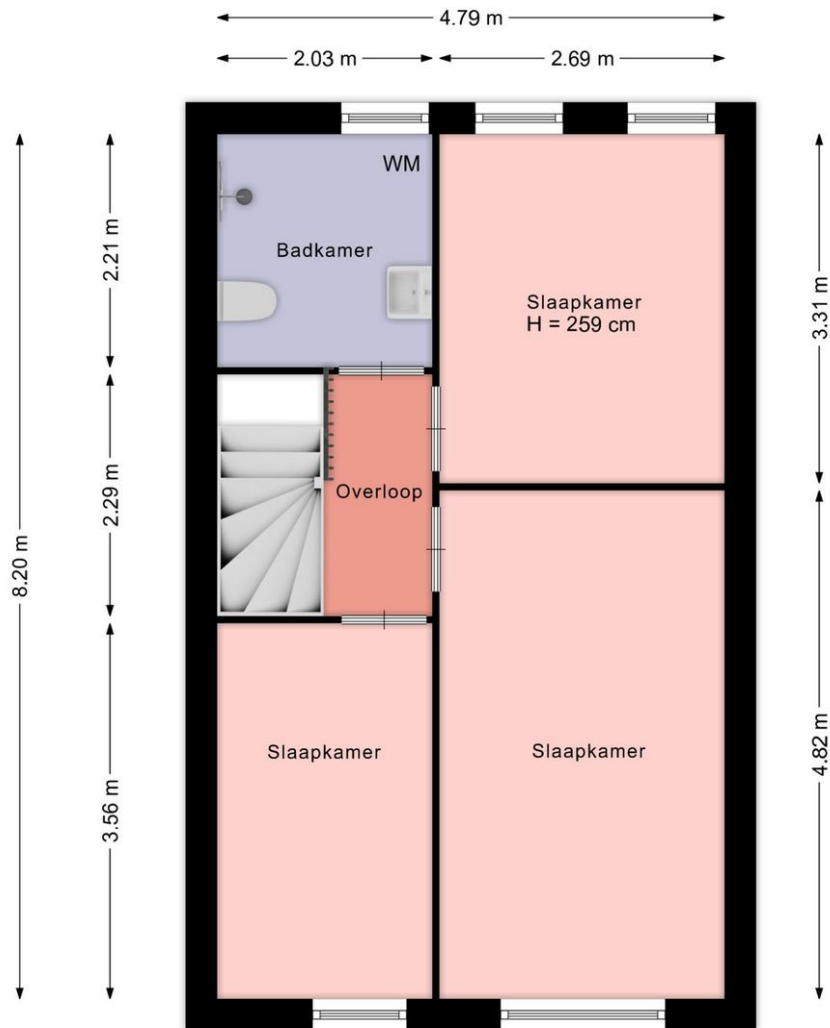 4.79 m
2.03 m
2.69 m
WM
2.21 m
Badkamer
3.31 m
Slaapkamer
H = 259 cm
2.29 m
Overloop
8.20 m
Slaapkamer
Slaapkamer
4.82 m
3.56 m